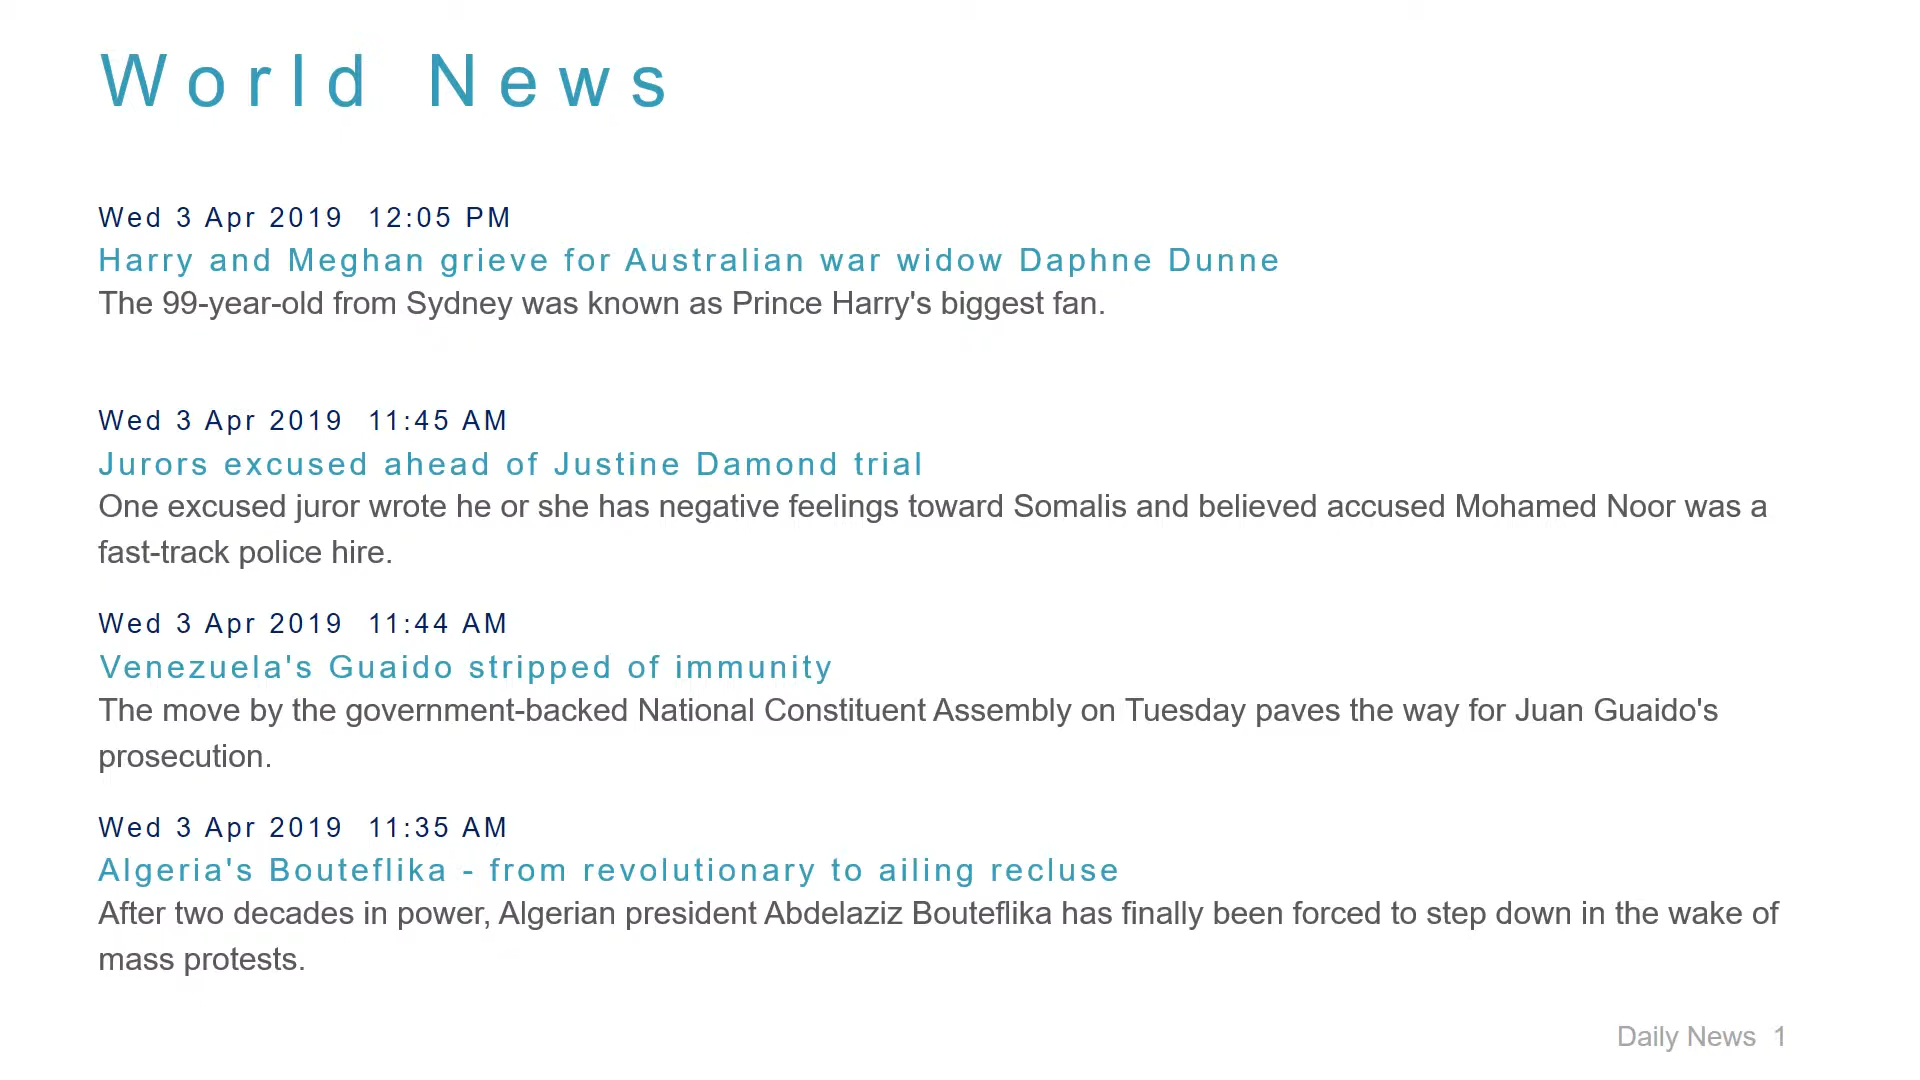 World News
Wed 3 Apr 2019 12:05 PM
Harry and Meghan grieve for Australian war widow Daphne Dunne
The 99-year-old from Sydney was known as Prince Harry's biggest fan.
Wed 3 Apr 2019 11:45 AM
Jurors excused ahead of Justine Damond trial
One excused juror wrote he or she has negative feelings toward Somalis and believed accused Mohamed Noor was a
fast-track police hire.
Wed 3 Apr 2019 11:44 AM
Venezuela's Guaido stripped of immunity
The move by the government-backed National Constituent Assembly on Tuesday paves the way for Juan Guaido's
prosecution.
Wed 3 Apr 2019 11:35 AM
Algeria's Bouteflika - from revolutionary to ailing recluse
After two decades in power, Algerian president Abdelaziz Bouteflika has finally been forced to step down in the wake of
mass protests.
Daily News 1